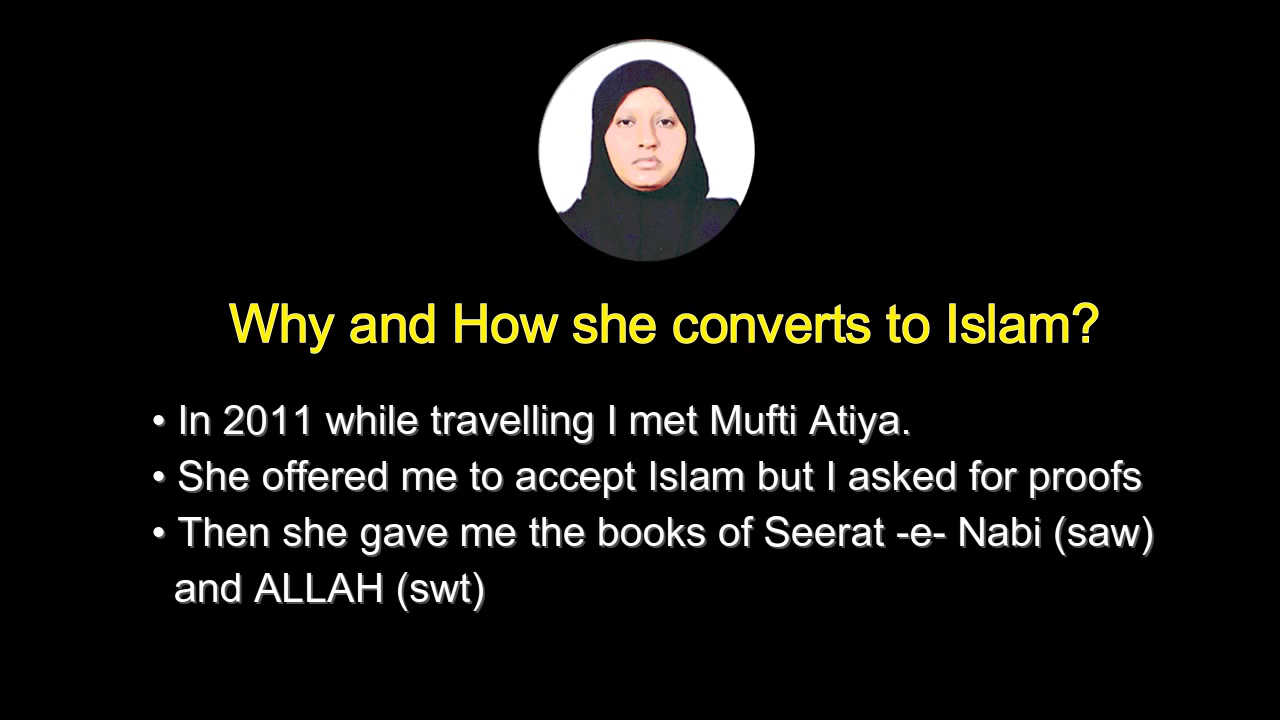 Why and How she converts to Islam?
• In 2011 while travelling I met Mufti Atiya.
• She offered me to accept Islam but I asked for proofs
• Then she gave me the books of Seerat -e- Nabi (saw)
and ALLAH (swt)